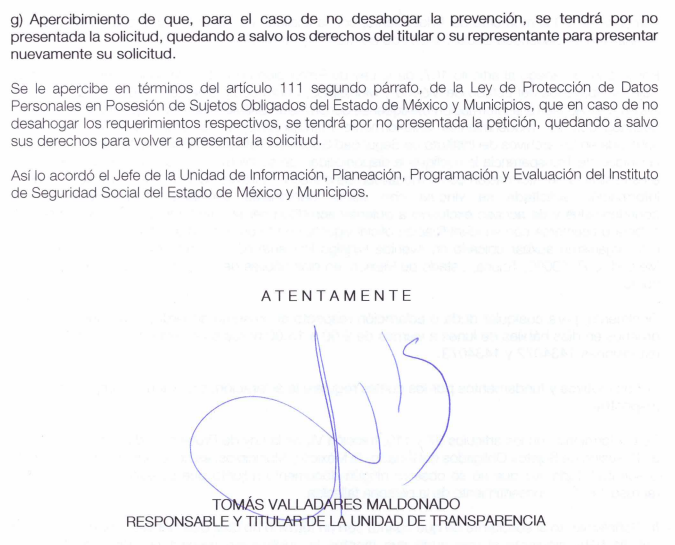 g) Apercibimiento de que, para el caso de no desahogar la prevención, se tendrá por no
presentada la solicitud, quedando a salvo los derechos del titular o su representante para presentar
nuevamente su solicitud.
Se le apercibe en términos del artículo 111 segundo párrafo, de la Ley de Protección de Datos
Personales en Posesión de Sujetos Obligados del Estado de México y Municipios, que en caso de no
desahogar los requerimientos respectivos, se tendrá por no presentada la petición, quedando a salvo
sus derechos para volver a presentar la solicitud.
Así lo acordó el Jefe de la Unidad de Información, Planeación, Programación y Evaluación del Instituto
de Seguridad Social del Estado de México y Municipios.
ATENTAMENTE
TOMÁS VALLADARES MALDONADO
RESPONSABLE Y TITULAR DE LA UNIDAD DE TRANSPARENCIA